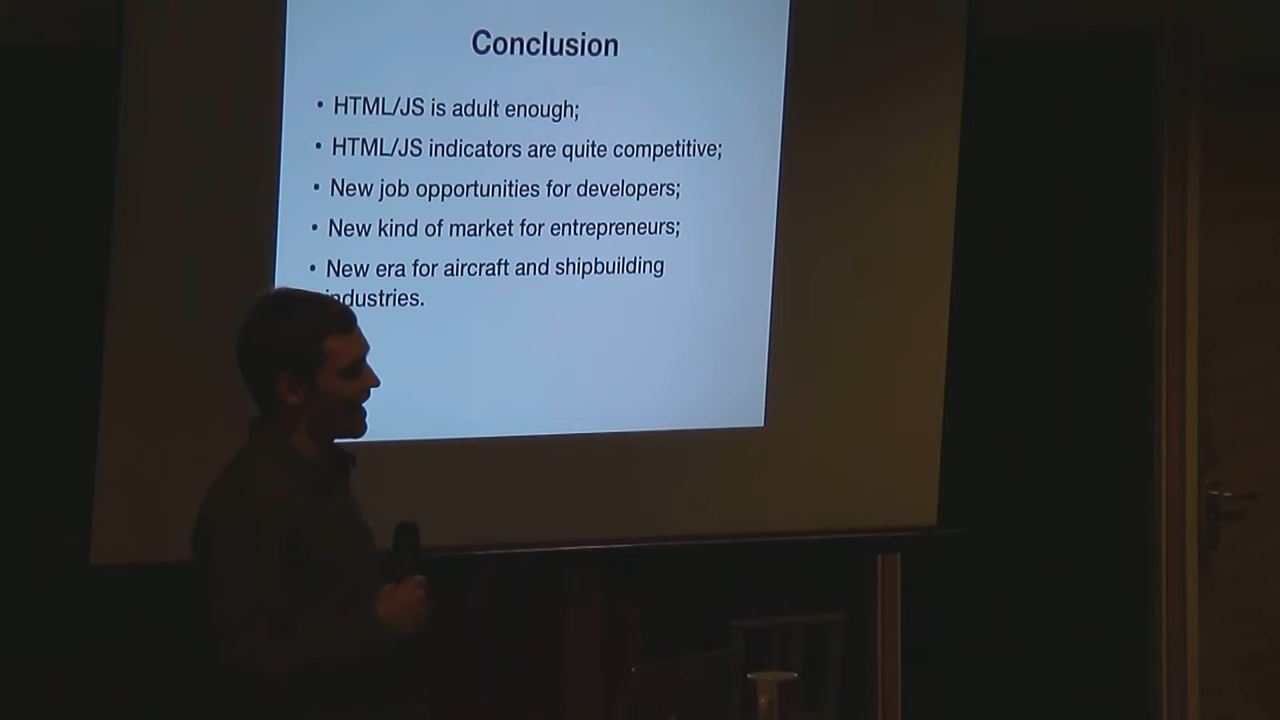 Conclusion
• HTML/JS is adult enough;
• HTML/JS indicators are quite competitive;
• New job opportunities for developers;
• New kind of market for entrepreneurs;
• New era for aircraft and shipbuilding
industries.